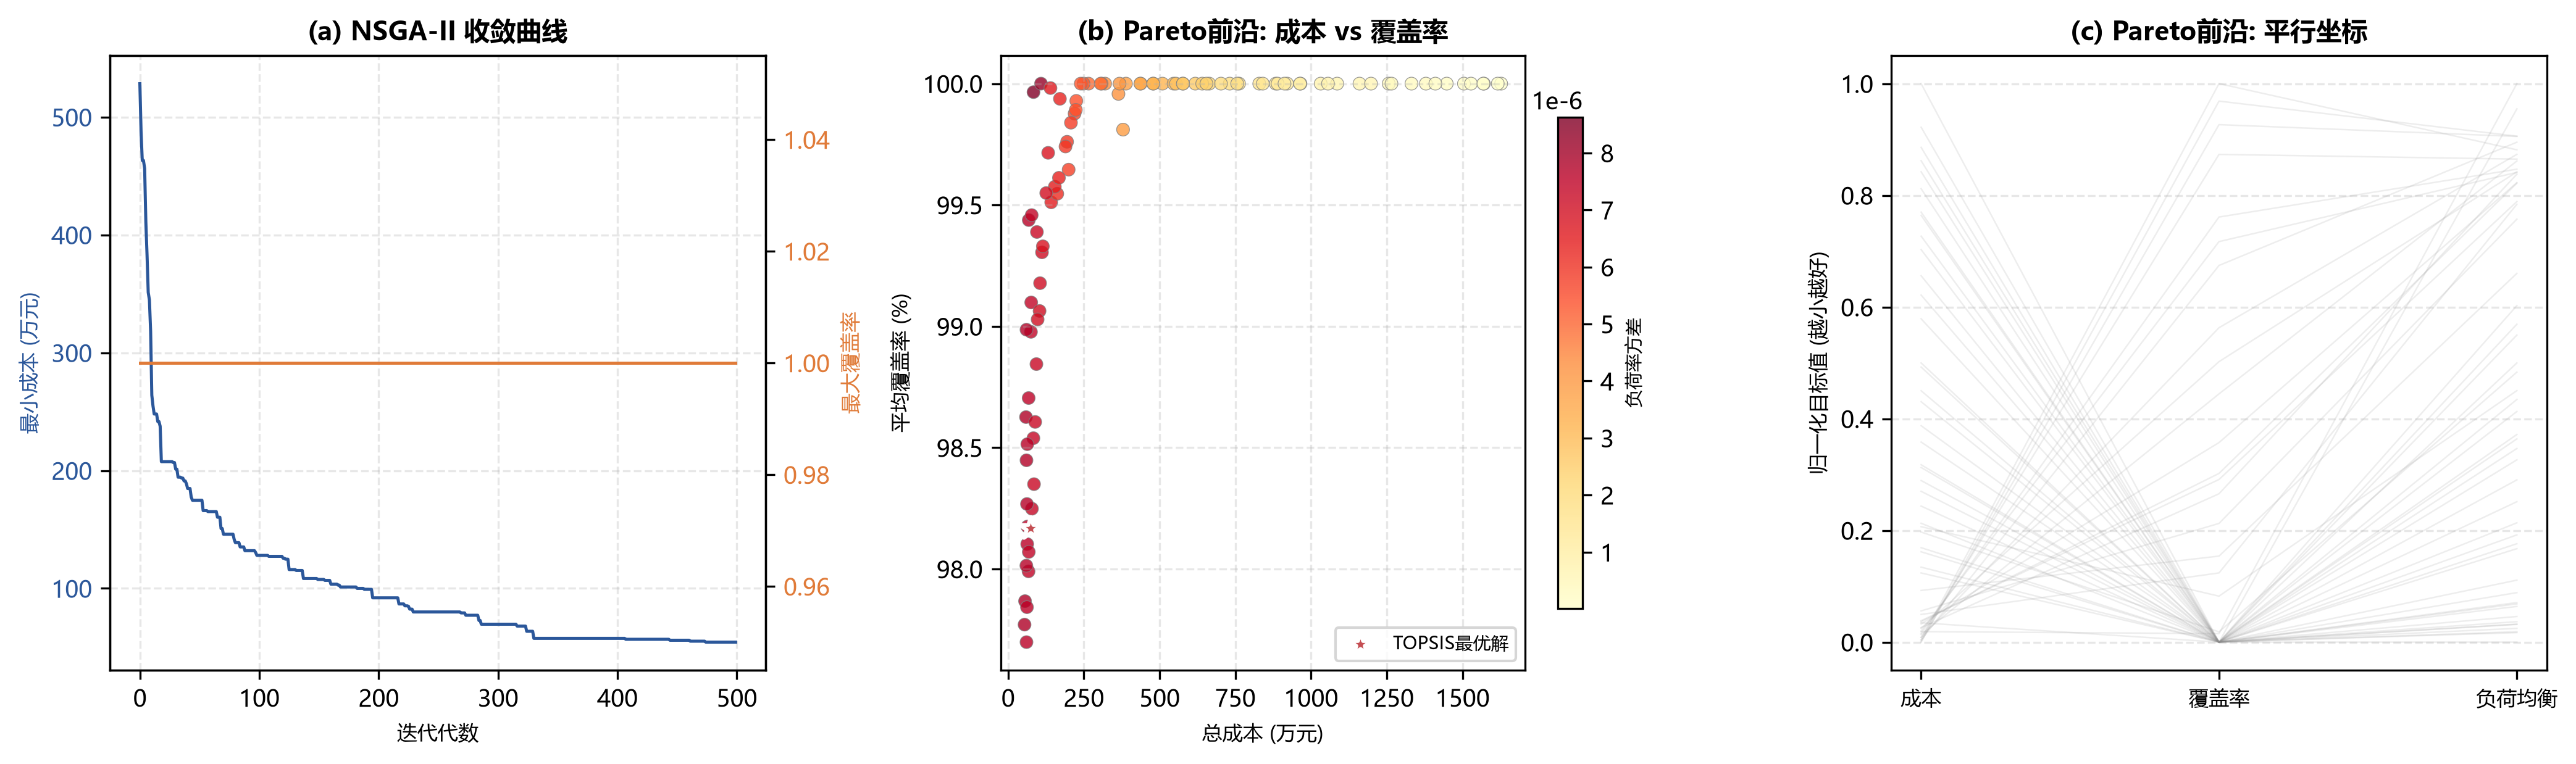 (a) NSGA-II 收敛曲线
500
400
300
200
100
最小成本 (万元)
0
100
200
300
400
500
迭代代数
1.04
1.02
1.00
0.98
0.96
最大覆盖率
(b) Pareto前沿: 成本 vs 覆盖率
100.0
99.5
99.0
98.5
98.0
平均覆盖率 (%)
0
250
500
750
1000
1250
1500
总成本 (万元)
TOPSIS最优解
1e-6
8
7
6
5
4
3
2
1
负荷率方差
(c) Pareto前沿: 平行坐标
1.0
0.8
0.6
0.4
0.2
0.0
归一化目标值 (越小越好)
成本
覆盖率
负荷均衡